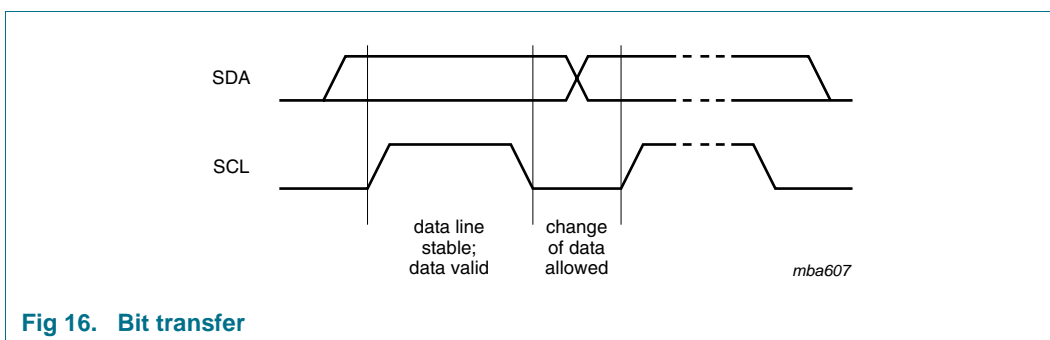 SDA
SCL
data line
stable;
data valid
change
of data
allowed
mba607
Fig 16. Bit transfer